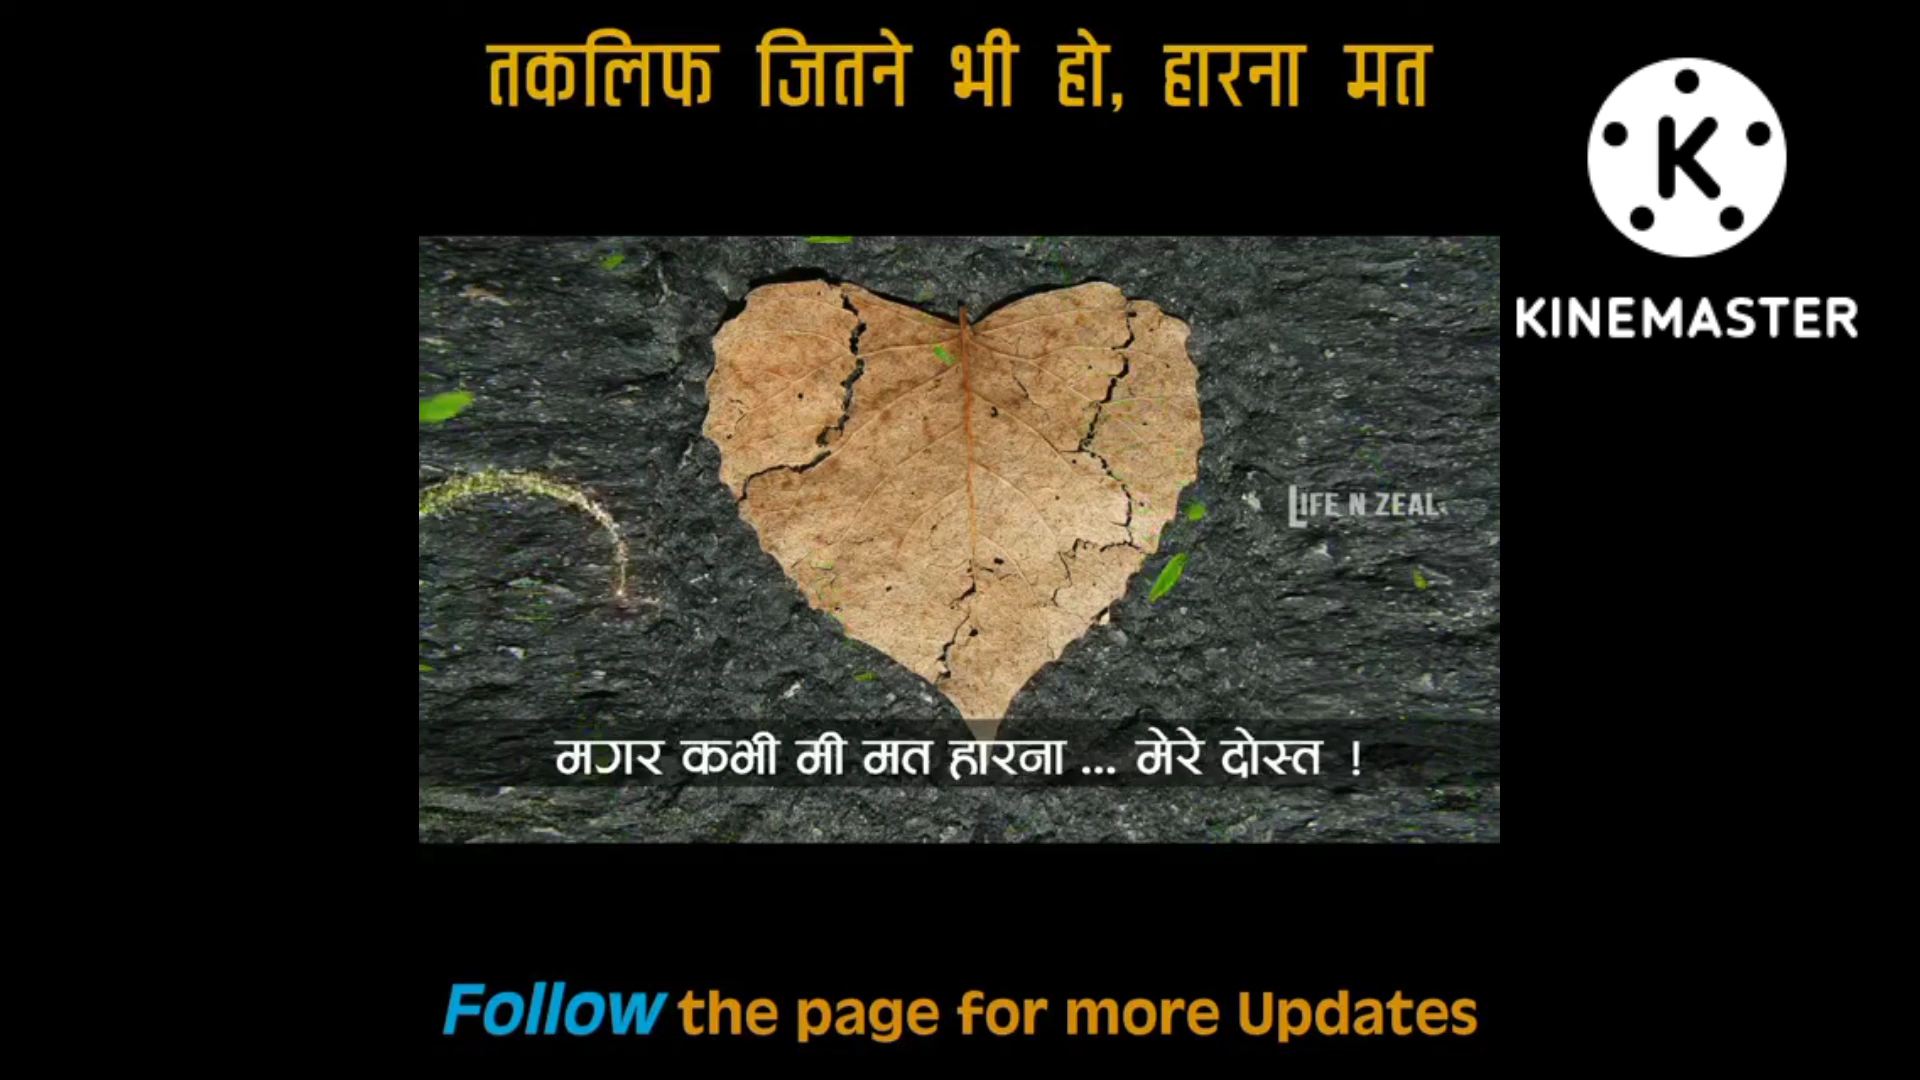 तकलिफ जितने भी हो, हारना मत
K
KINEMASTER
LIFE N ZEAL
मगर कभी मी मत हारना ... मेरे दोस्त !
Follow the page for more Updates